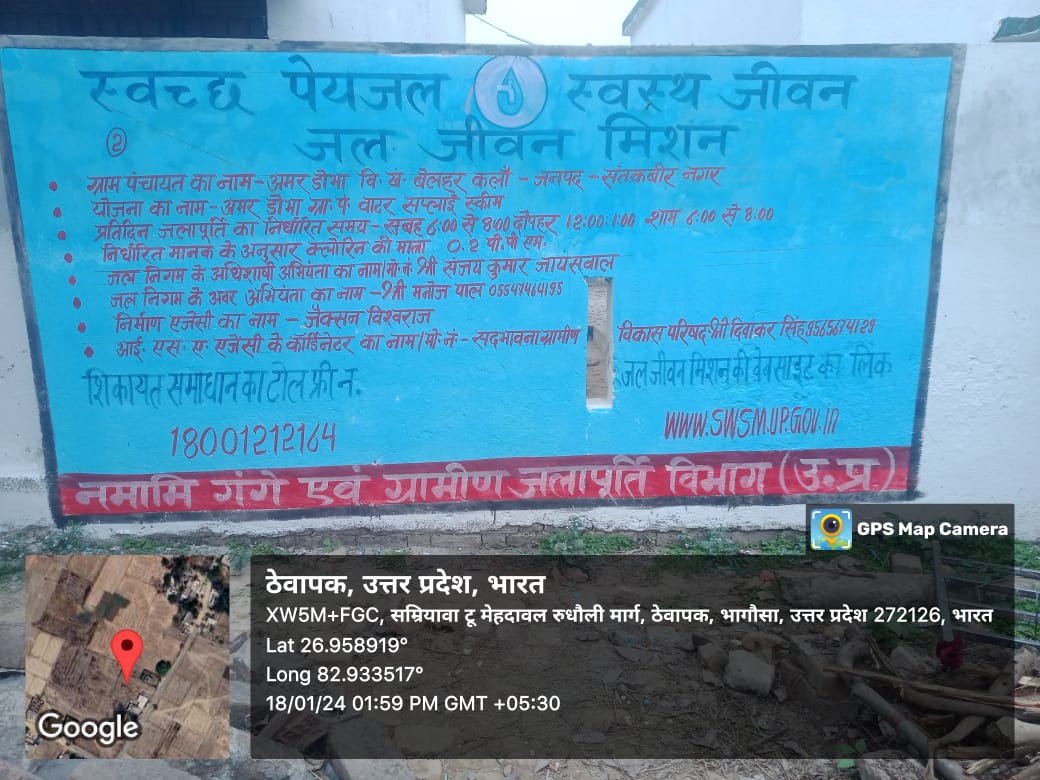 स्वच्छ पेयजल स्वस्थ जीवन
जल जीवन मिशन
②
ग्राम पंचायत का नाम - अमर डोभा वि. खं. बेलहर कलाँ - जनपद - संतकबीर नगर
योजना का नाम - अमर डोभा ग्रा. पं. वाटर सप्लाई स्कीम
प्रतिदिन जलापूर्ति का निर्धारित समय - सुबह 6:00 से 8:00 दोपहर 12:00 1:00 शाम 6:00 से 8:00
निर्धारित मानक के अनुसार क्लोरिन की मात्रा 0.2 पी.पी.एम.
जल निगम के अधिशाषी अभियंता का नाम/मो.नं. श्री संजय कुमार जायसवाल
जल निगम के अवर अभियंता का नाम - श्री मनोज पाल 05547464195
निर्माण एजेंसी का नाम - जैक्सन विश्वराज
आई. एस. ए. एजेंसी के कॉर्डिनेटर का नाम/मो.नं. - सदभावना ग्रामीण विकास परिषद श्री दिवाकर सिंह 9565674129
शिकायत समाधान का टोल फ्री न.
18001212164
जल जीवन मिशन की वेबसाइट का लिंक
WWW.SWSM.UP.GOV.in
नमामि गंगे एवं ग्रामीण जलापूर्ति विभाग (उ.प्र.)
GPS Map Camera
ठेवापक, उत्तर प्रदेश, भारत
XW5M+FGC, सम्रियावा टू मेहदावल रुधौली मार्ग, ठेवापक, भागौसा, उत्तर प्रदेश 272126, भारत
Lat 26.958919°
Long 82.933517°
18/01/24 01:59 PM GMT +05:30
Google